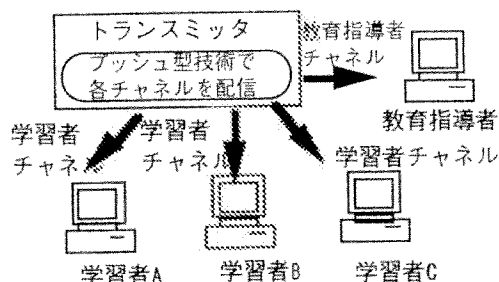 トランスミッタ
プッシュ型技術で
各チャネルを配信
教育指導者
チャネル
教育指導者
学習者
チャネル
学習者
チャネル
学習者チャネル
学習者A
学習者B
学習者C